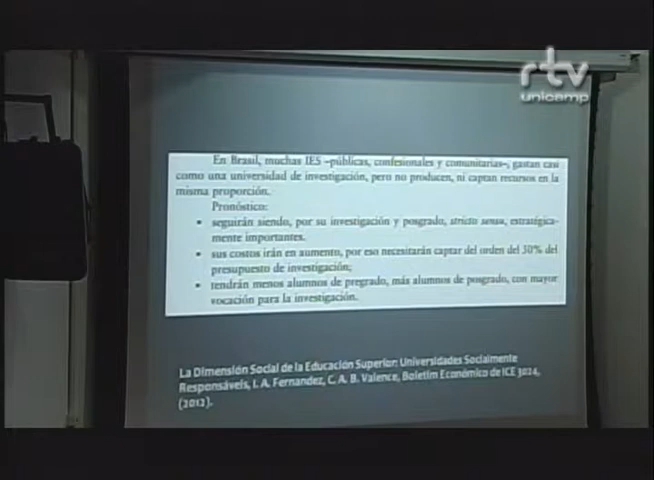 rtv
unicamp
En Brasil, muchas IES –públicas, confesionales y comunitarias–, gastan casi
como una universidad de investigación, pero no producen, ni captan recursos en la
misma proporción.
Pronóstico:
• seguirán siendo, por su investigación y posgrado, stricto sensu, estratégica-
mente importantes.
• sus costos irán en aumento, por eso necesitarán captar del orden del 30% del
presupuesto de investigación;
• tendrán menos alumnos de pregrado, más alumnos de posgrado, con mayor
vocación para la investigación.
La Dimensión Social de la Educación Superior: Universidades Socialmente
Responsáveis, I. A. Fernandez, C. A. B. Valence, Boletim Económico de ICE 3024,
(2012).